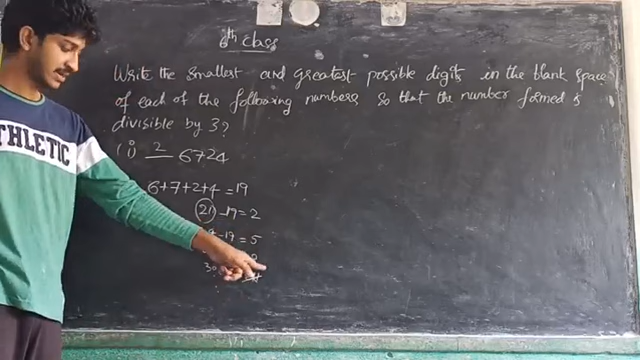 6th class
Write the smallest and greatest possible digits in the blank space
of each of the following numbers so that the number formed is
divisible by 3?
(i) 2 6724
6+7+2+4 = 19
21 - 19 = 2
- 19 = 5
30
THLETIC